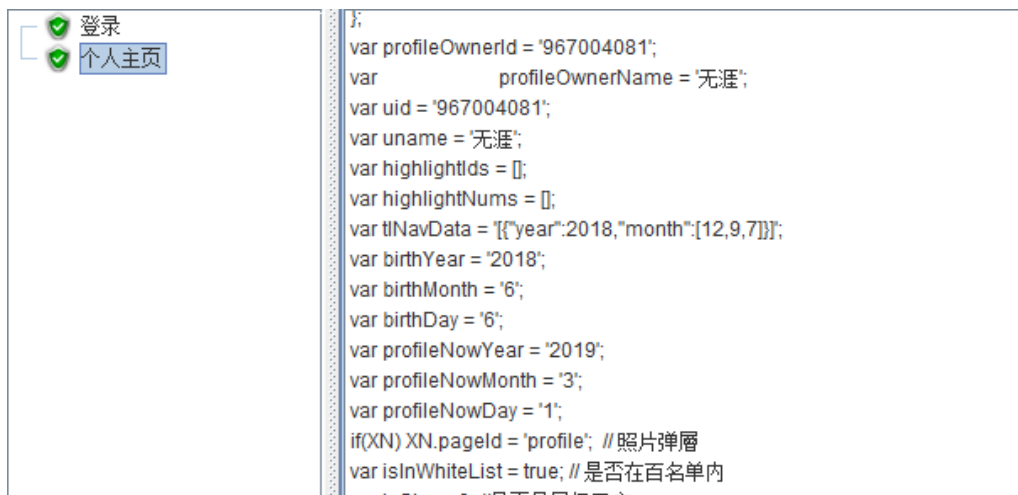 登录
个人主页
};
var profileOwnerId = '967004081';
var profileOwnerName = '无涯';
var uid = '967004081';
var uname = '无涯';
var highlightIds = [];
var highlightNums = [];
var tlNavData = '[{"year":2018,"month":[12,9,7]}]';
var birthYear = '2018';
var birthMonth = '6';
var birthDay = '6';
var profileNowYear = '2019';
var profileNowMonth = '3';
var profileNowDay = '1';
if(XN) XN.pageId = 'profile'; //照片弹層
var isInWhiteList = true; //是否在百名单内